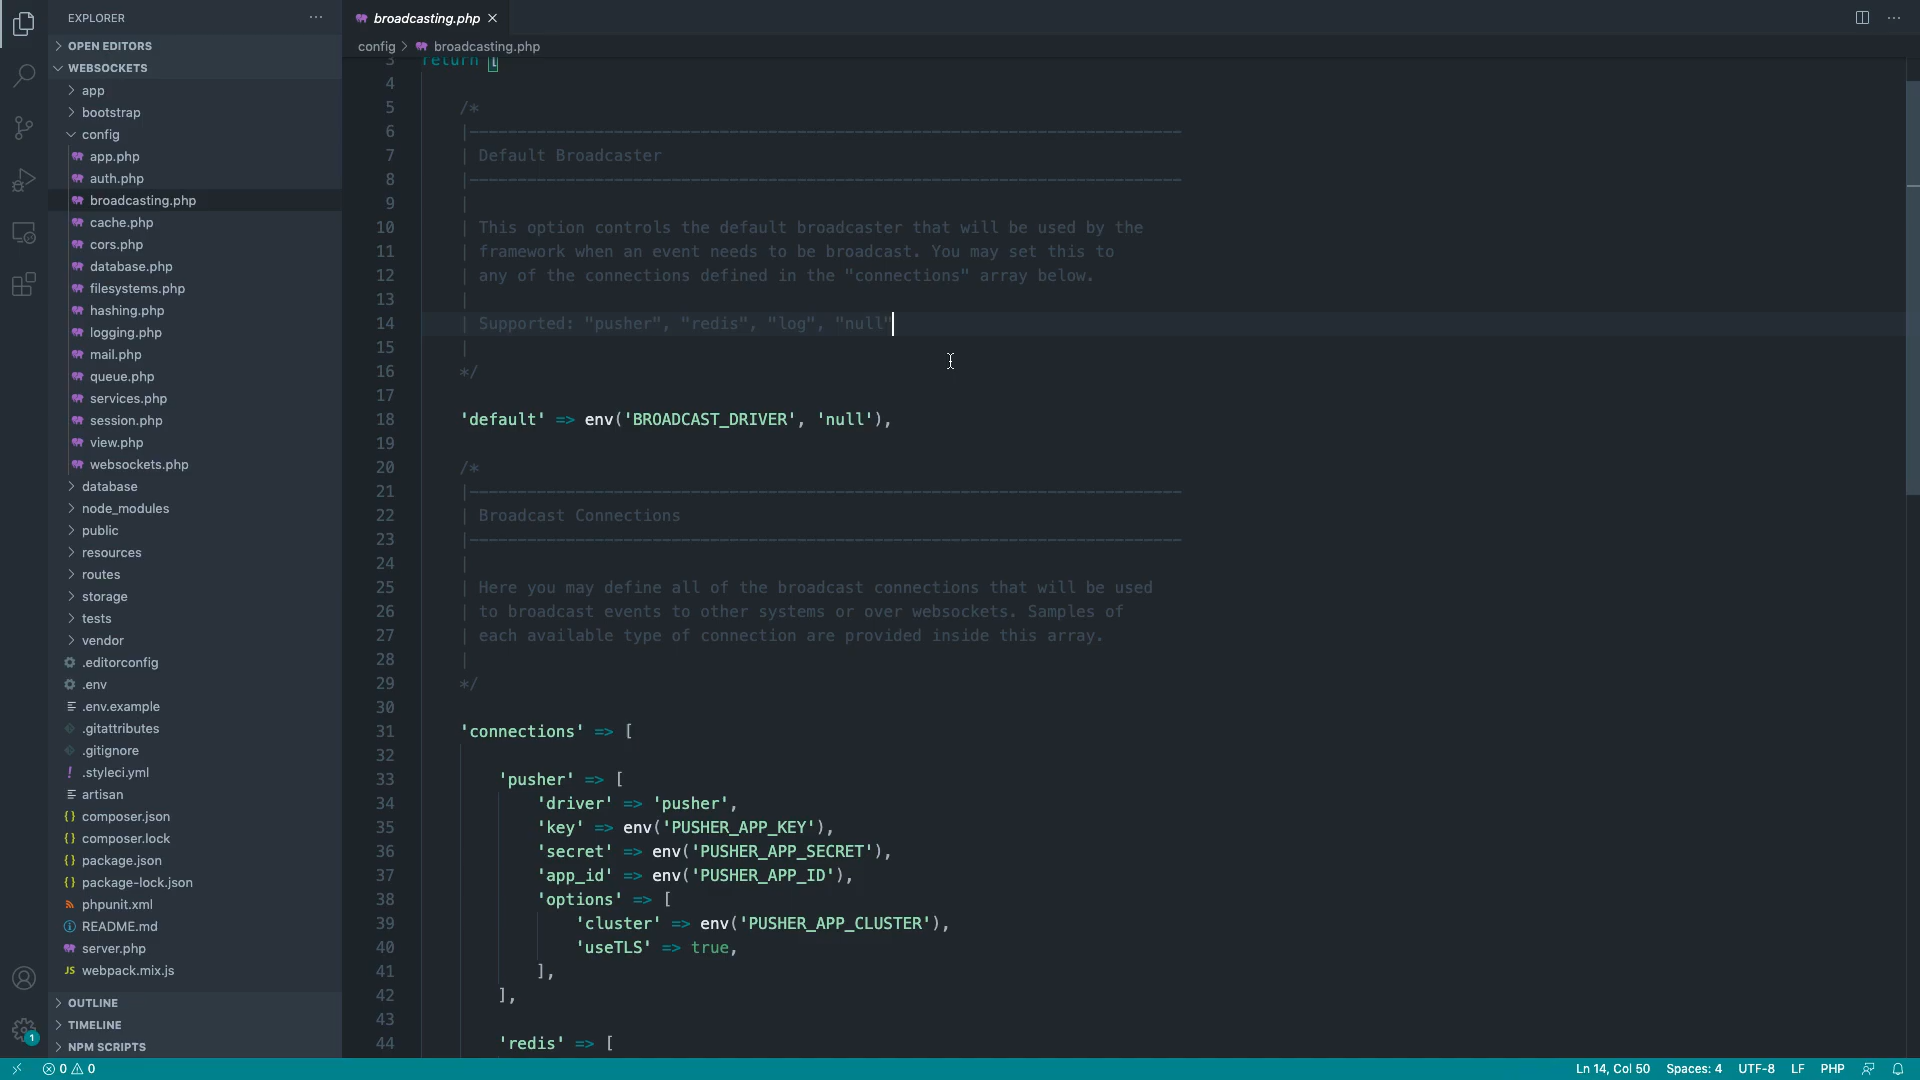 EXPLORER
OPEN EDITORS
WEBSOCKETS
app
bootstrap
config
app.php
auth.php
broadcasting.php
cache.php
cors.php
database.php
filesystems.php
hashing.php
logging.php
mail.php
queue.php
services.php
session.php
view.php
websockets.php
database
node_modules
public
resources
routes
storage
tests
vendor
.editorconfig
.env
.env.example
.gitattributes
.gitignore
.styleci.yml
artisan
composer.json
composer.lock
package.json
package-lock.json
phpunit.xml
README.md
server.php
webpack.mix.js
OUTLINE
TIMELINE
NPM SCRIPTS
1
broadcasting.php
config > broadcasting.php
3 return [
4
5 /*
6 |--------------------------------------------------------------------------
7 | Default Broadcaster
8 |--------------------------------------------------------------------------
9 |
10 | This option controls the default broadcaster that will be used by the
11 | framework when an event needs to be broadcast. You may set this to
12 | any of the connections defined in the "connections" array below.
13 |
14 | Supported: "pusher", "redis", "log", "null"
15 |
16 */
17
18 'default' => env('BROADCAST_DRIVER', 'null'),
19
20 /*
21 |--------------------------------------------------------------------------
22 | Broadcast Connections
23 |--------------------------------------------------------------------------
24 |
25 | Here you may define all of the broadcast connections that will be used
26 | to broadcast events to other systems or over websockets. Samples of
27 | each available type of connection are provided inside this array.
28 |
29 */
30
31 'connections' => [
32
33 'pusher' => [
34 'driver' => 'pusher',
35 'key' => env('PUSHER_APP_KEY'),
36 'secret' => env('PUSHER_APP_SECRET'),
37 'app_id' => env('PUSHER_APP_ID'),
38 'options' => [
39 'cluster' => env('PUSHER_APP_CLUSTER'),
40 'useTLS' => true,
41 ],
42 ],
43
44 'redis' => [
0 0
Ln 14, Col 50 Spaces: 4 UTF-8 LF PHP